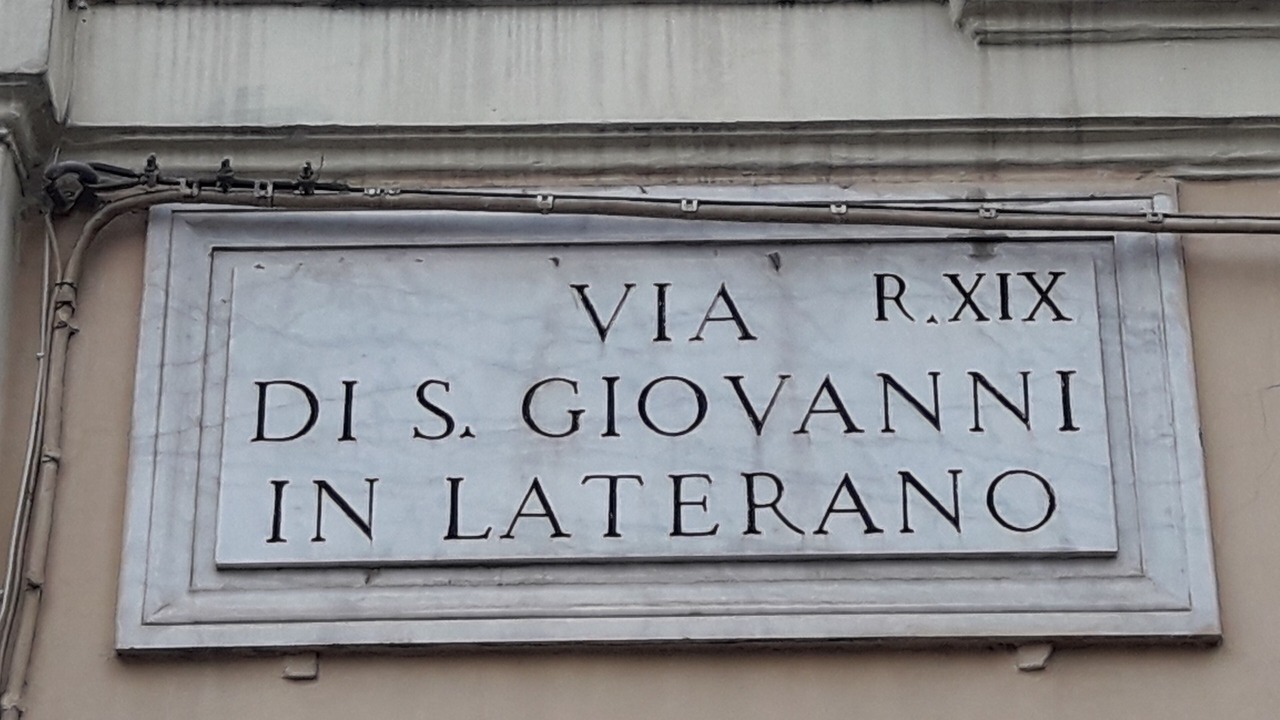 VIA R.XIX
DI S. GIOVANNI
IN LATERANO